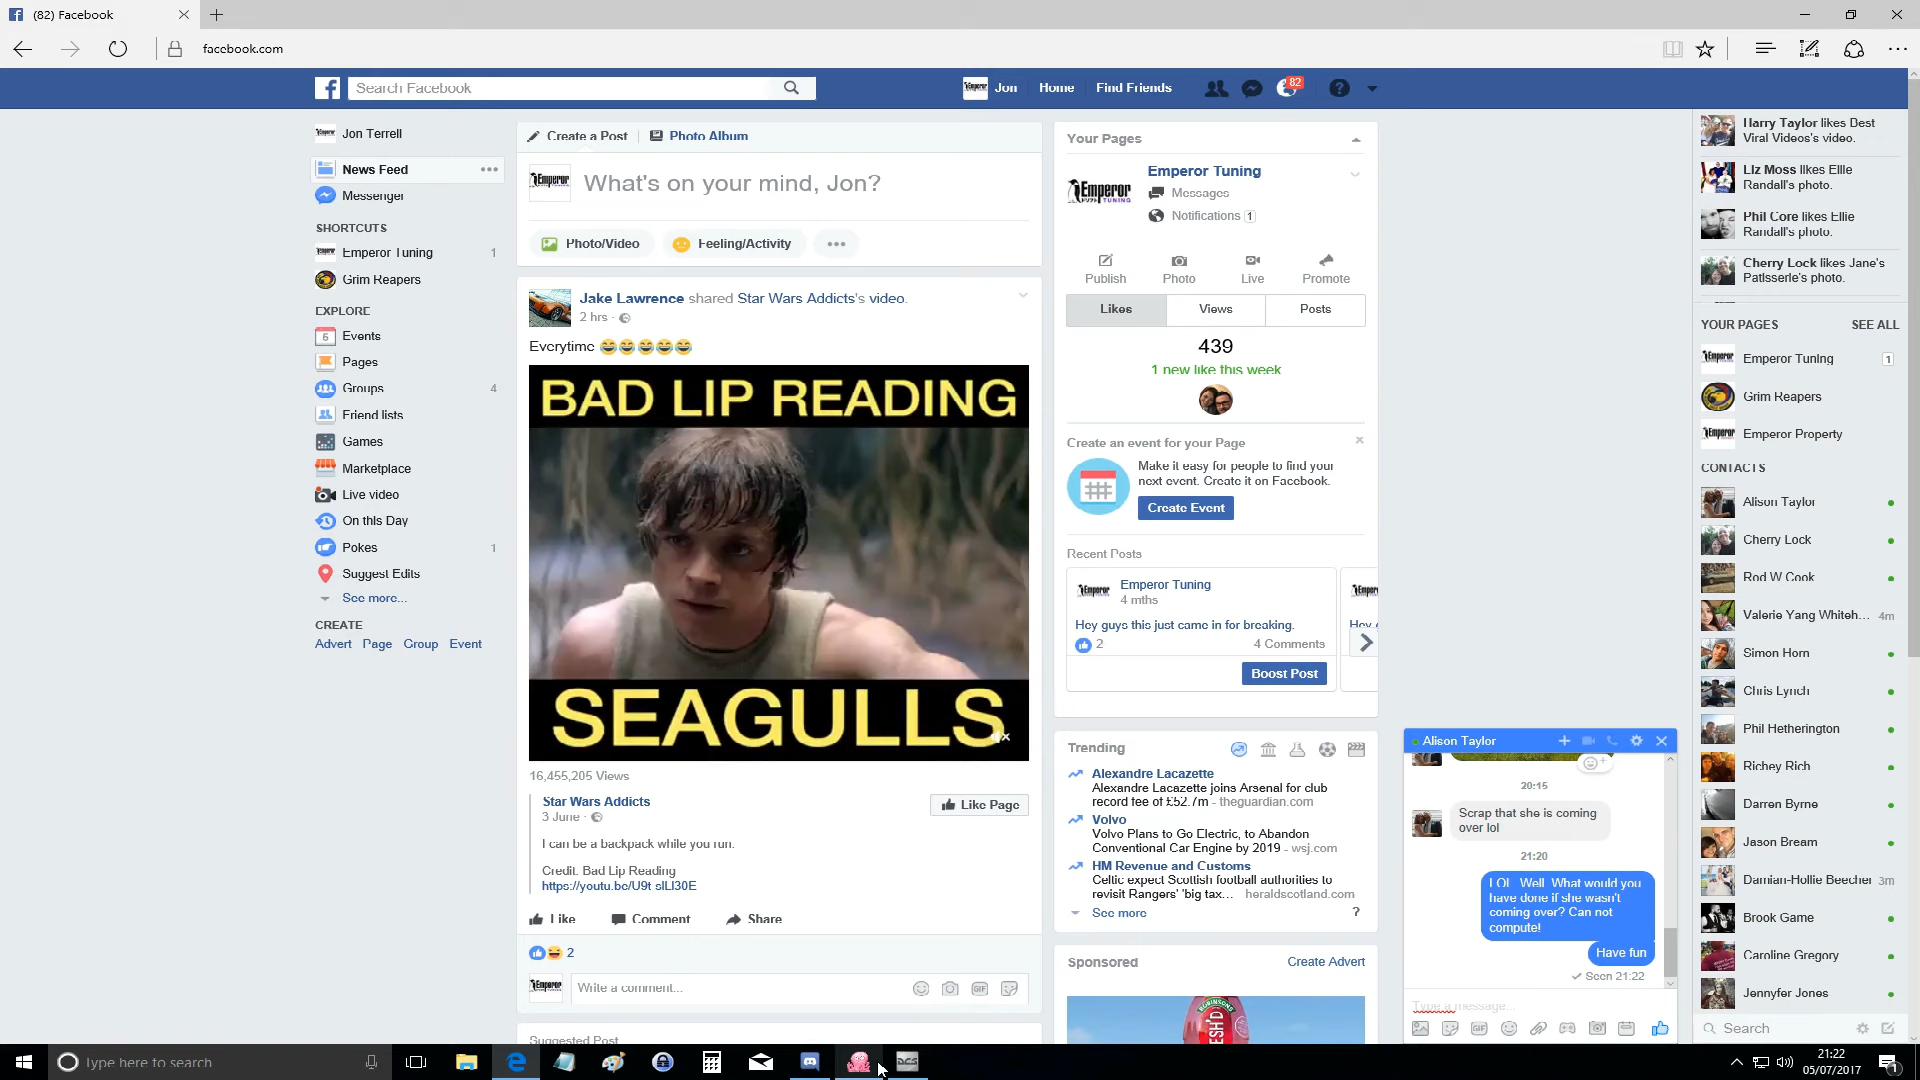 (82) Facebook
facebook.com
Search Facebook
Jon
Home
Find Friends
82
Jon Terrell
News Feed
Messenger
SHORTCUTS
Emperor Tuning 1
Grim Reapers
EXPLORE
Events
Pages
Groups 4
Friend lists
Games
Marketplace
Live video
On this Day
Pokes 1
Suggest Edits
See more...
CREATE
Advert Page Group Event
Create a Post
Photo Album
What's on your mind, Jon?
Photo/Video
Feeling/Activity
Jake Lawrence shared Star Wars Addicts's video.
2 hrs
Everytime 😂😂😂😂😂
BAD LIP READING
SEAGULLS
16,455,205 Views
Star Wars Addicts
3 June
Like Page
I can be a backpack while you run.
Credit: Bad Lip Reading
Like Comment Share
2
Write a comment...
GIF
Suggested Post
Your Pages
Emperor TUNING
Emperor Tuning
Messages
Notifications 1
Publish Photo Live Promote
Likes Views Posts
439
1 new like this week
Create an event for your Page
Make it easy for people to find your
next event. Create it on Facebook.
Create Event
Recent Posts
Emperor Tuning
4 mths
Hey guys this just came in for breaking.
2 4 Comments
Boost Post
Trending
Alexandre Lacazette
Alexandre Lacazette joins Arsenal for club
record fee of £52.7m - theguardian.com
Volvo
Volvo Plans to Go Electric, to Abandon
Conventional Car Engine by 2019 - wsj.com
HM Revenue and Customs
Celtic expect Scottish football authorities to
revisit Rangers' 'big tax... heraldscotland.com
See more ?
Sponsored
Create Advert
ROBINSONS
Harry Taylor likes Best
Viral Videos's video.
Liz Moss likes Ellie
Randall's photo.
Phil Core likes Ellie
Randall's photo.
Cherry Lock likes Jane's
Patisserie's photo.
YOUR PAGES SEE ALL
Emperor Tuning 1
Grim Reapers
Emperor Property
CONTACTS
Alison Taylor
Cherry Lock
Rod W Cook
Valerie Yang Whiteh... 4m
Simon Horn
Chris Lynch
Phil Hetherington
Richey Rich
Darren Byrne
Jason Bream
Damian-Hollie Beecher 3m
Brook Game
Caroline Gregory
Jennyfer Jones
Search
Alison Taylor
20:15
Scrap that she is coming
over lol
21:20
LOL. Well. What would you
have done if she wasn't
coming over? Can not
compute!
Have fun
Seen 21:22
Type a message...
GIF
Type here to search
DCS
21:22
05/07/2017
1